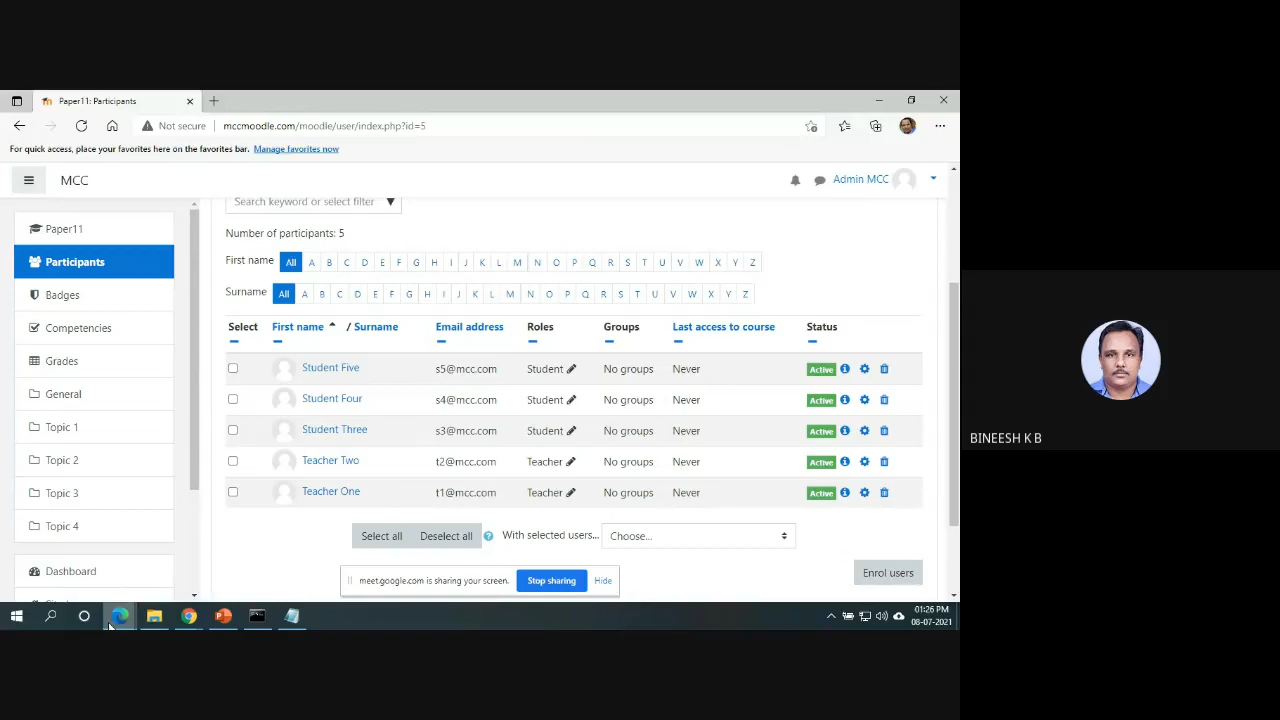 Paper11: Participants
Not secure mccmoodle.com/moodle/user/index.php?id=5
For quick access, place your favorites here on the favorites bar. Manage favorites now
MCC
Admin MCC
Paper11
Participants
Badges
Competencies
Grades
General
Topic 1
Topic 2
Topic 3
Topic 4
Dashboard
Search keyword or select filter
Number of participants: 5
First name All A B C D E F G H I J K L M N O P Q R S T U V W X Y Z
Surname All A B C D E F G H I J K L M N O P Q R S T U V W X Y Z
Select First name / Surname Email address Roles Groups Last access to course Status
Student Five s5@mcc.com Student No groups Never Active
Student Four s4@mcc.com Student No groups Never Active
Student Three s3@mcc.com Student No groups Never Active
Teacher Two t2@mcc.com Teacher No groups Never Active
Teacher One t1@mcc.com Teacher No groups Never Active
Select all Deselect all With selected users... Choose...
Enrol users
meet.google.com is sharing your screen. Stop sharing Hide
01:26 PM
08-07-2021
BINEESH K B